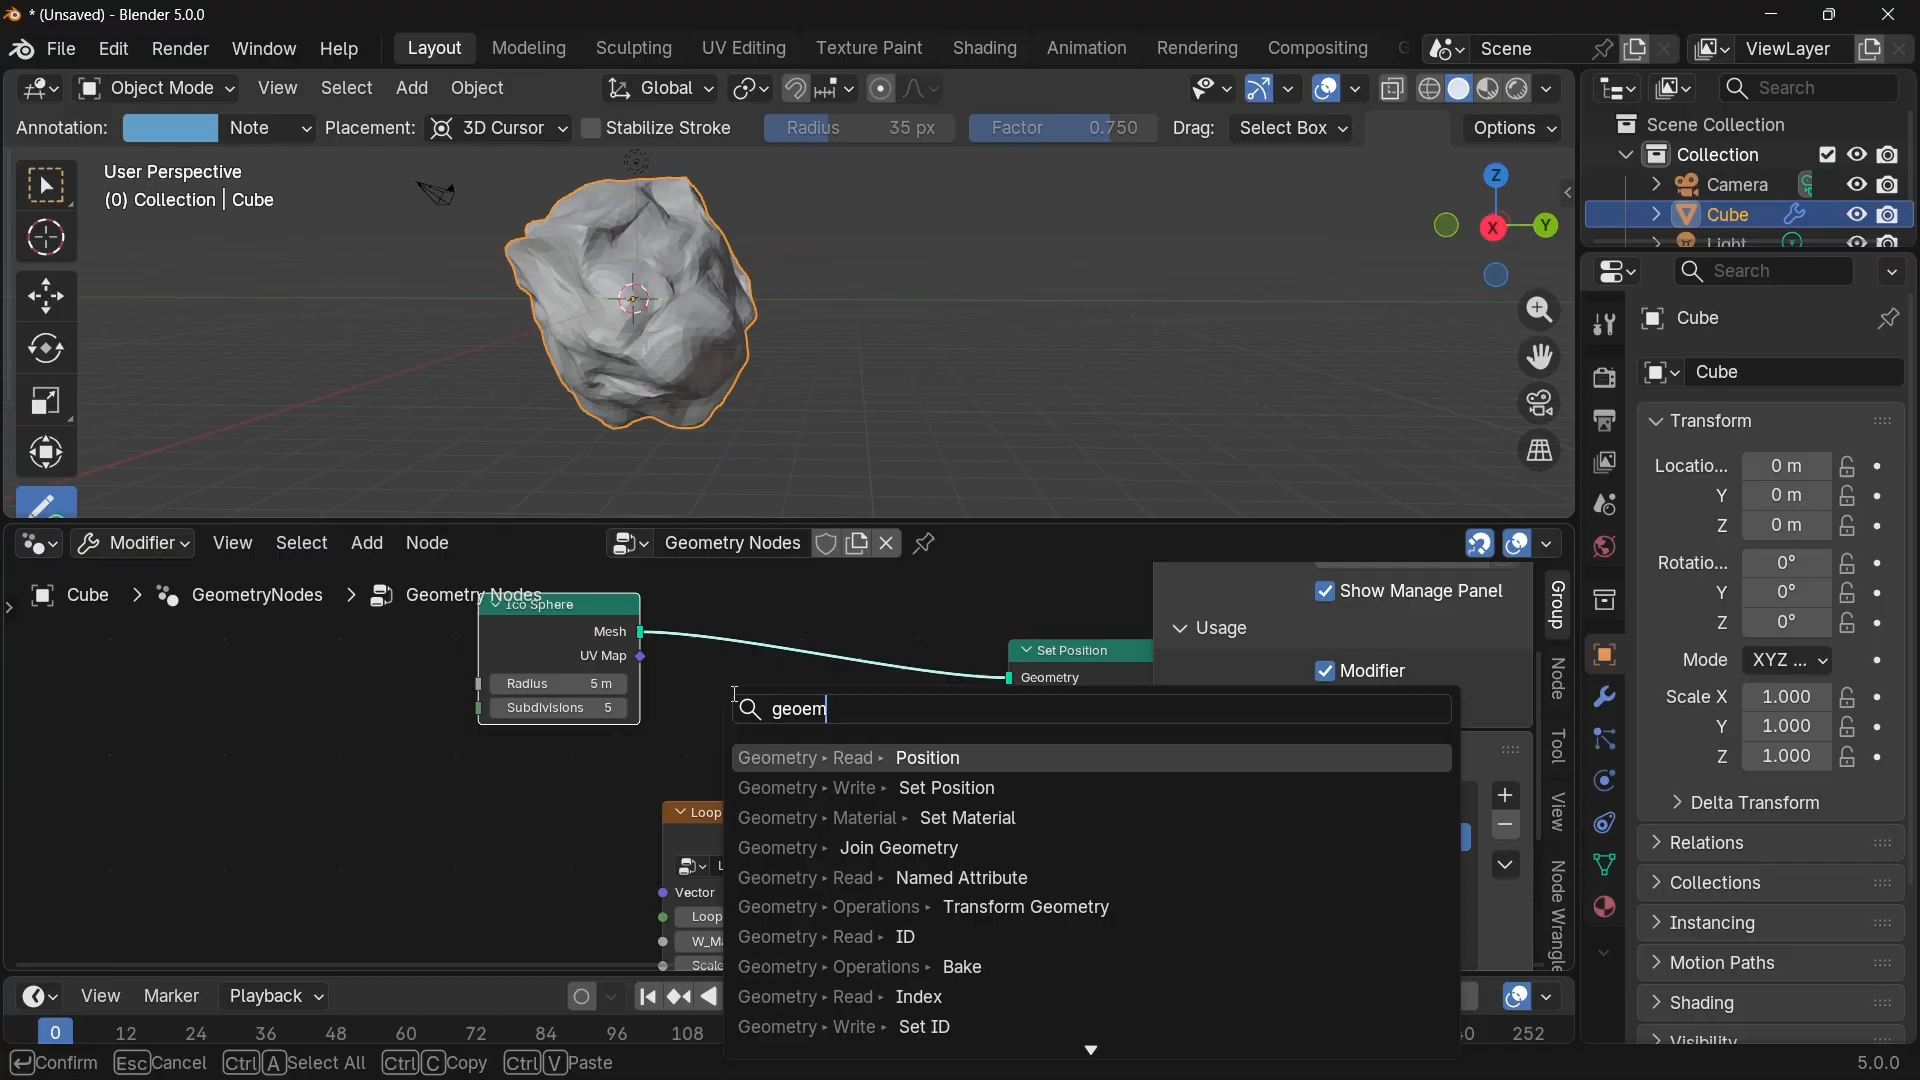 * (Unsaved) - Blender 5.0.0
File Edit Render Window Help Layout Modeling Sculpting UV Editing Texture Paint Shading Animation Rendering Compositing Scene ViewLayer
Object Mode View Select Add Object Global
Annotation: Note Placement: 3D Cursor Stabilize Stroke Radius 35 px Factor 0.750 Drag: Select Box Options
User Perspective
(0) Collection | Cube
Z
X
Y
Search
Scene Collection
Collection
Camera
Cube
Light
Search
Cube
Cube
Transform
Locatio... 0 m
Y 0 m
Z 0 m
Rotatio... 0°
Y 0°
Z 0°
Mode XYZ ...
Scale X 1.000
Y 1.000
Z 1.000
Delta Transform
Relations
Collections
Instancing
Motion Paths
Shading
Visibility
Modifier View Select Add Node Geometry Nodes
Cube > GeometryNodes > Geometry Nodes
Ico Sphere
Mesh
UV Map
Radius 5 m
Subdivisions 5
Set Position
Geometry
Show Manage Panel
Usage
Modifier
Group
Node
Tool
View
Node Wrangle
Loop
L
Vector
Loop
W_Ma
Scale
geoem
Geometry ▸ Read ▸ Position
Geometry ▸ Write ▸ Set Position
Geometry ▸ Material ▸ Set Material
Geometry ▸ Join Geometry
Geometry ▸ Read ▸ Named Attribute
Geometry ▸ Operations ▸ Transform Geometry
Geometry ▸ Read ▸ ID
Geometry ▸ Operations ▸ Bake
Geometry ▸ Read ▸ Index
Geometry ▸ Write ▸ Set ID
View Marker Playback
0 12 24 36 48 60 72 84 96 108 40 252
Confirm Esc Cancel Ctrl A Select All Ctrl C Copy Ctrl V Paste 5.0.0